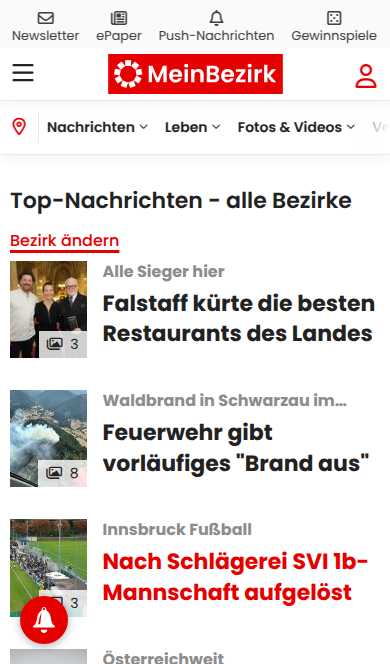 Newsletter ePaper Push-Nachrichten Gewinnspiele
MeinBezirk
Nachrichten Leben Fotos & Videos
Top-Nachrichten - alle Bezirke
Bezirk ändern
Alle Sieger hier
Falstaff kürte die besten
Restaurants des Landes
3
Waldbrand in Schwarzau im...
Feuerwehr gibt
vorläufiges "Brand aus"
8
Innsbruck Fußball
Nach Schlägerei SVI 1b-
Mannschaft aufgelöst
3
Österreichweit